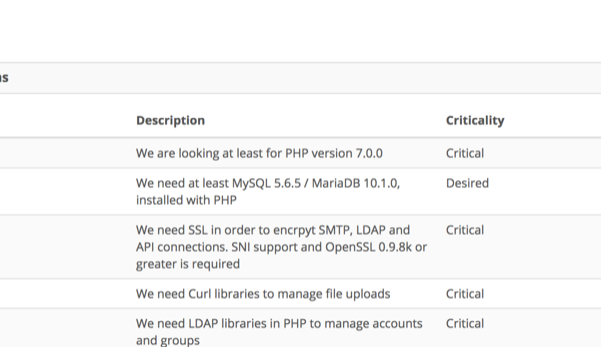 ns
Description Criticality
We are looking at least for PHP version 7.0.0 Critical
We need at least MySQL 5.6.5 / MariaDB 10.1.0, Desired
installed with PHP
We need SSL in order to encrpyt SMTP, LDAP and Critical
API connections. SNI support and OpenSSL 0.9.8k or
greater is required
We need Curl libraries to manage file uploads Critical
We need LDAP libraries in PHP to manage accounts Critical
and groups